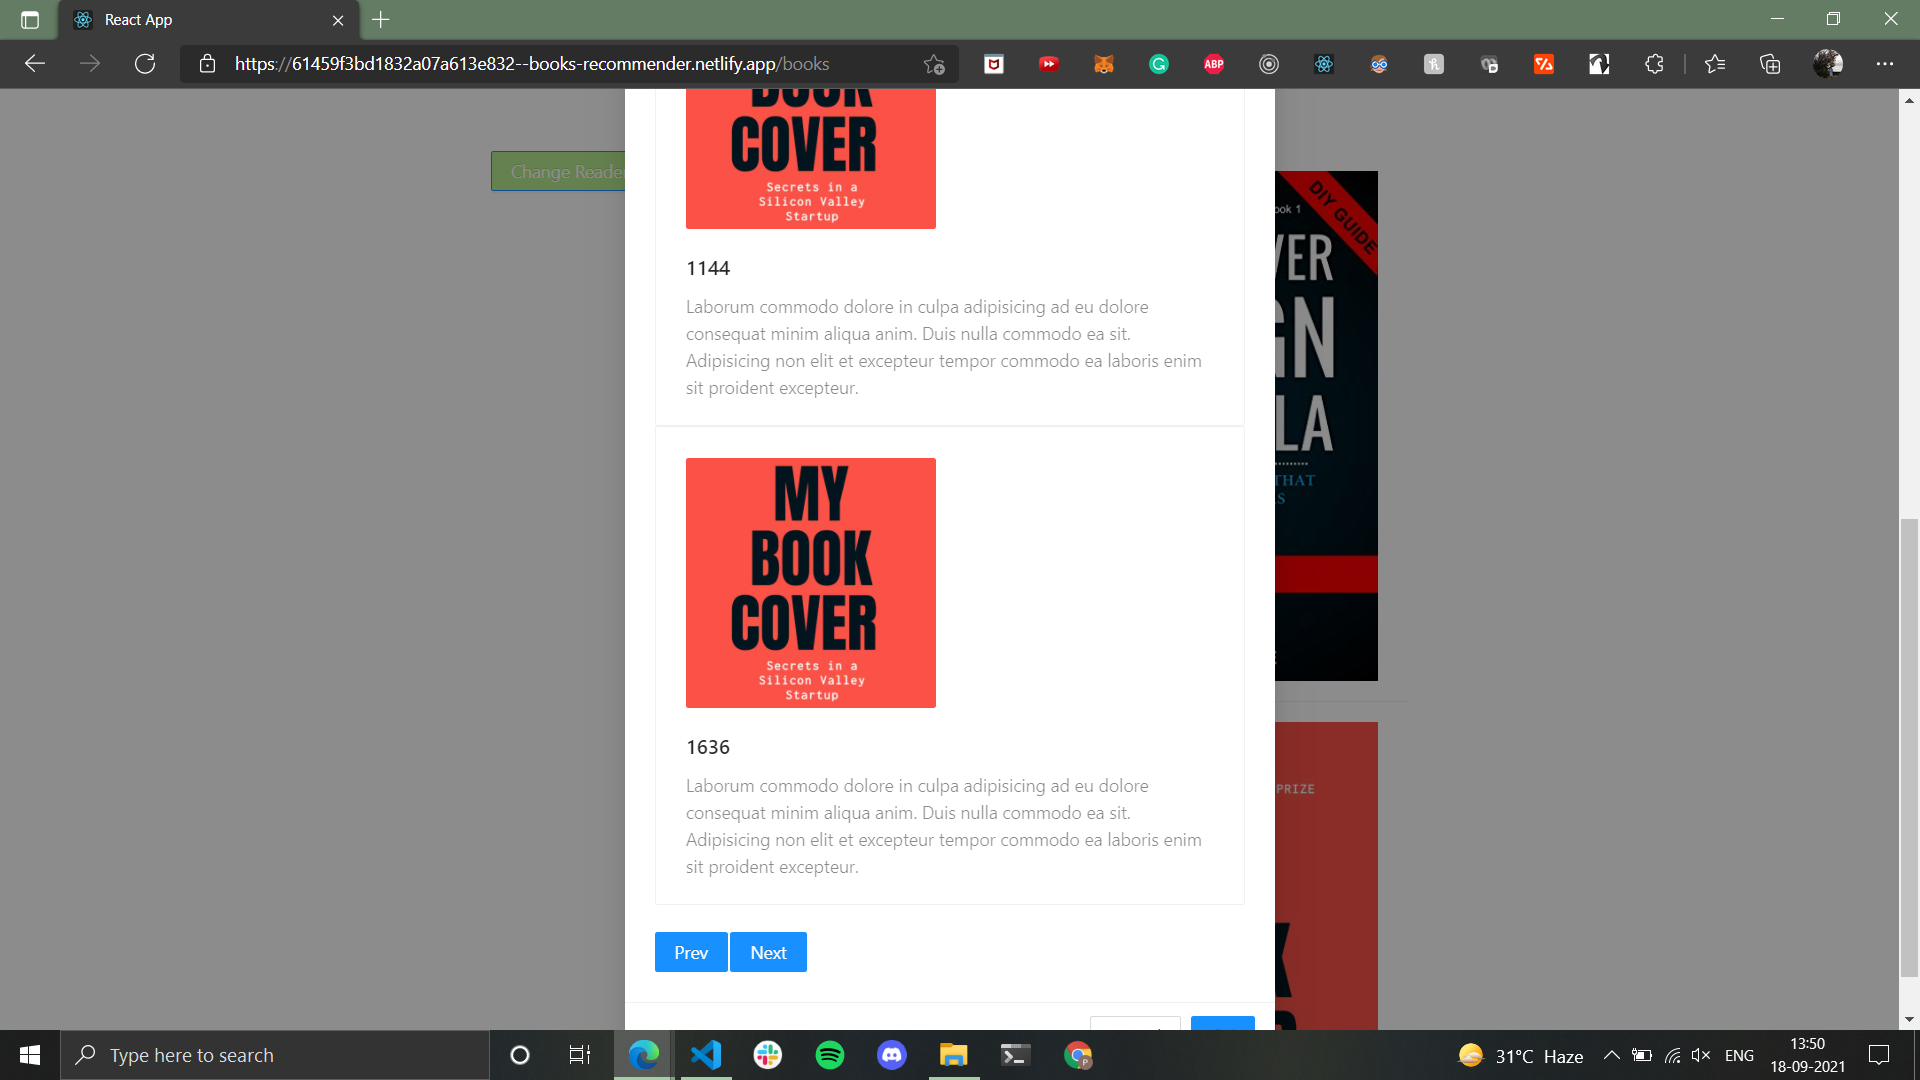 React App
https://61459f3bd1832a07a613e832--books-recommender.netlify.app/books
ABP
Change Reader
BOOK
COVER
Secrets in a
Silicon Valley
Startup
1144
Laborum commodo dolore in culpa adipisicing ad eu dolore
consequat minim aliqua anim. Duis nulla commodo ea sit.
Adipisicing non elit et excepteur tempor commodo ea laboris enim
sit proident excepteur.
MY
BOOK
COVER
Secrets in a
Silicon Valley
Startup
1636
Laborum commodo dolore in culpa adipisicing ad eu dolore
consequat minim aliqua anim. Duis nulla commodo ea sit.
Adipisicing non elit et excepteur tempor commodo ea laboris enim
sit proident excepteur.
Prev
Next
DIY GUIDE
ook 1
VER
GN
LA
THAT
S
PRIZE
Type here to search
31°C Haze
ENG
13:50
18-09-2021